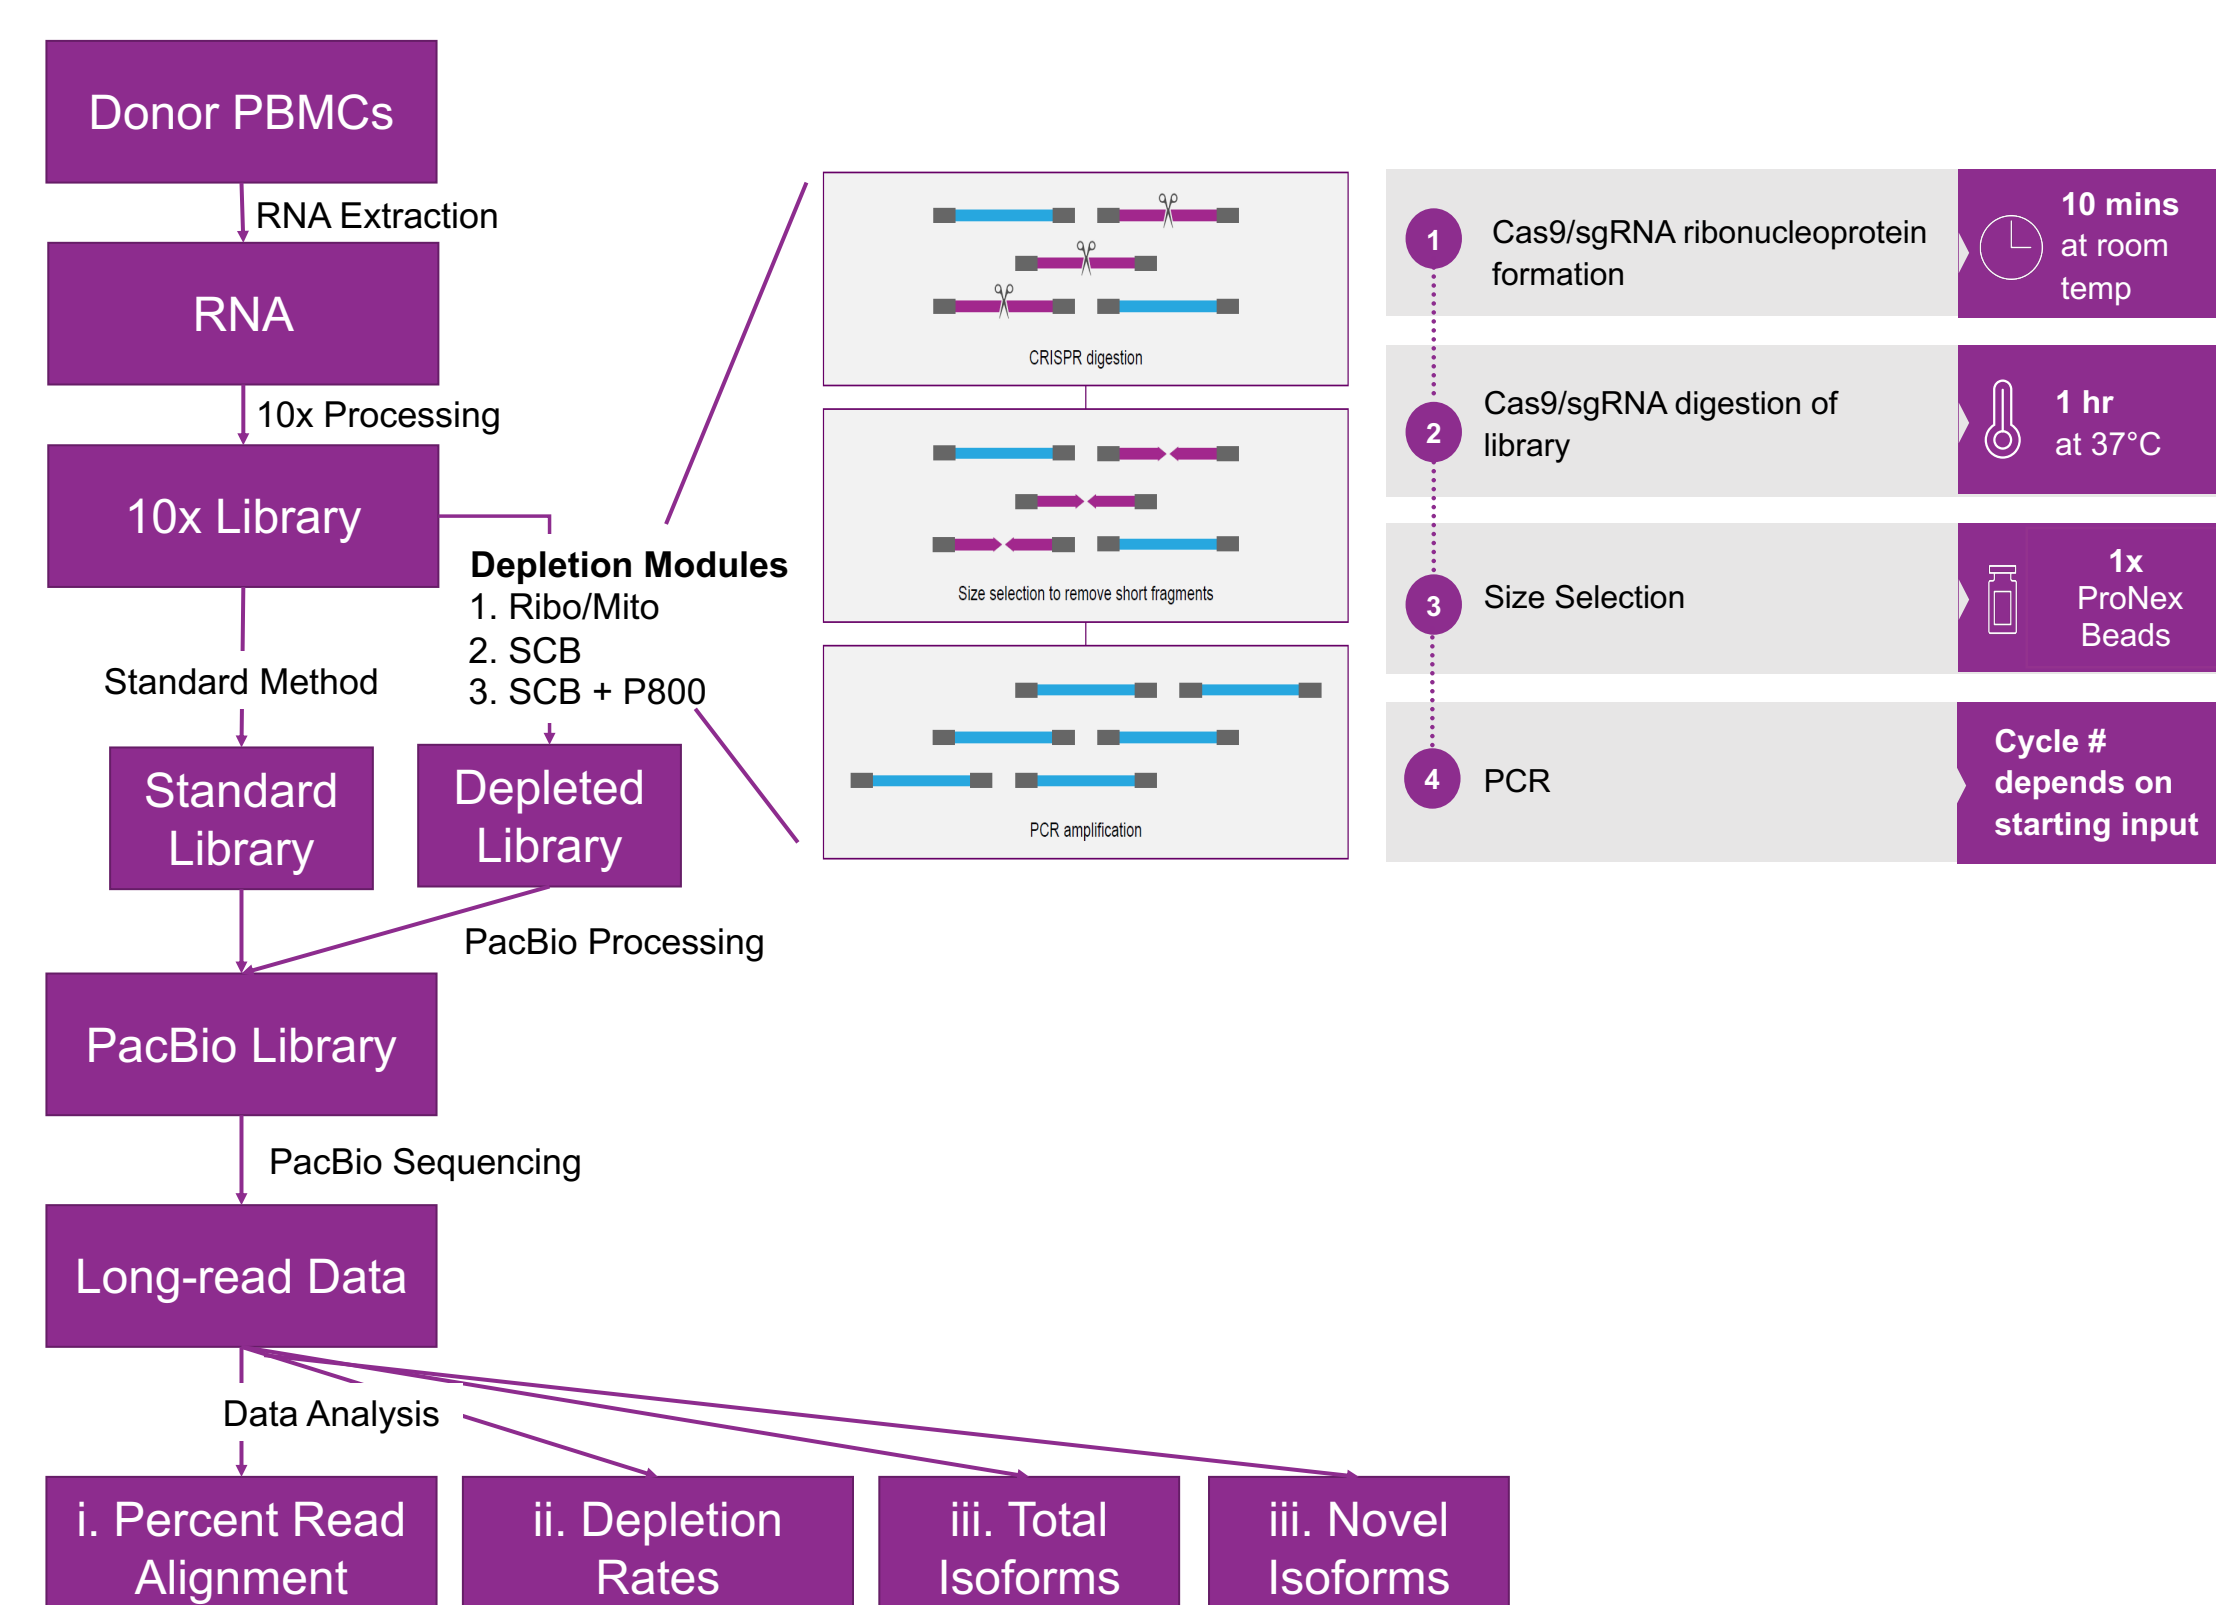 Donor PBMCs
RNA Extraction
RNA
10x Processing
10x Library
Depletion Modules
1. Ribo/Mito
2. SCB
3. SCB + P800
Standard Method
Standard
Library
Depleted
Library
PacBio Processing
PacBio Library
PacBio Sequencing
Long-read Data
Data Analysis
i. Percent Read
Alignment
ii. Depletion
Rates
iii. Total
Isoforms
iii. Novel
Isoforms
CRISPR digestion
Size selection to remove short fragments
PCR amplification
1
Cas9/sgRNA ribonucleoprotein
formation
10 mins
at room
temp
2
Cas9/sgRNA digestion of
library
1 hr
at 37°C
3
Size Selection
1x
ProNex
Beads
4
PCR
Cycle #
depends on
starting input